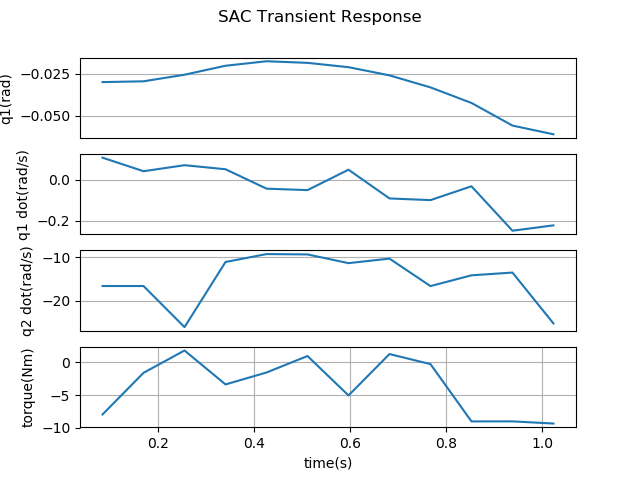 SAC Transient Response
q1(rad)
−0.025
−0.050
q1 dot(rad/s)
0.0
−0.2
q2 dot(rad/s)
−10
−20
torque(Nm)
0
−5
−10
0.2 0.4 0.6 0.8 1.0
time(s)